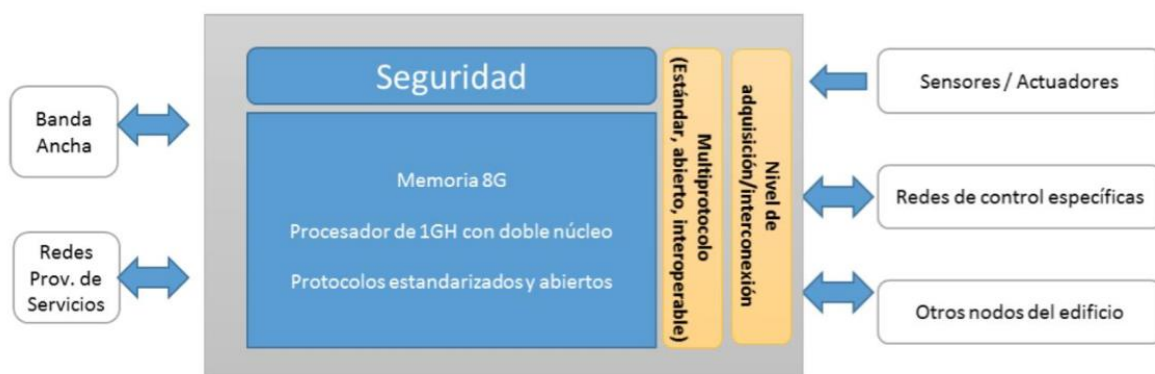 Banda
Ancha
Redes
Prov. de
Servicios
Seguridad
Memoria 8G
Procesador de 1GH con doble núcleo
Protocolos estandarizados y abiertos
Multiprotocolo
(Estándar, abierto, interoperable)
Nivel de
adquisición/interconexión
Sensores / Actuadores
Redes de control específicas
Otros nodos del edificio